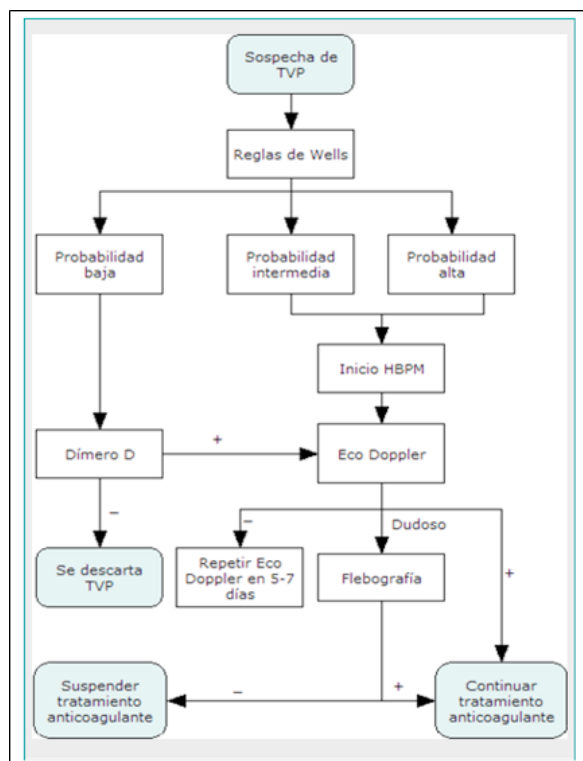 Sospecha de
TVP
Reglas de Wells
Probabilidad
baja
Probabilidad
intermedia
Probabilidad
alta
Inicio HBPM
Dímero D
+
Eco Doppler
−
Se descarta
TVP
−
Repetir Eco
Doppler en 5-7
días
Dudoso
Flebografía
+
Suspender
tratamiento
anticoagulante
−
+
Continuar
tratamiento
anticoagulante